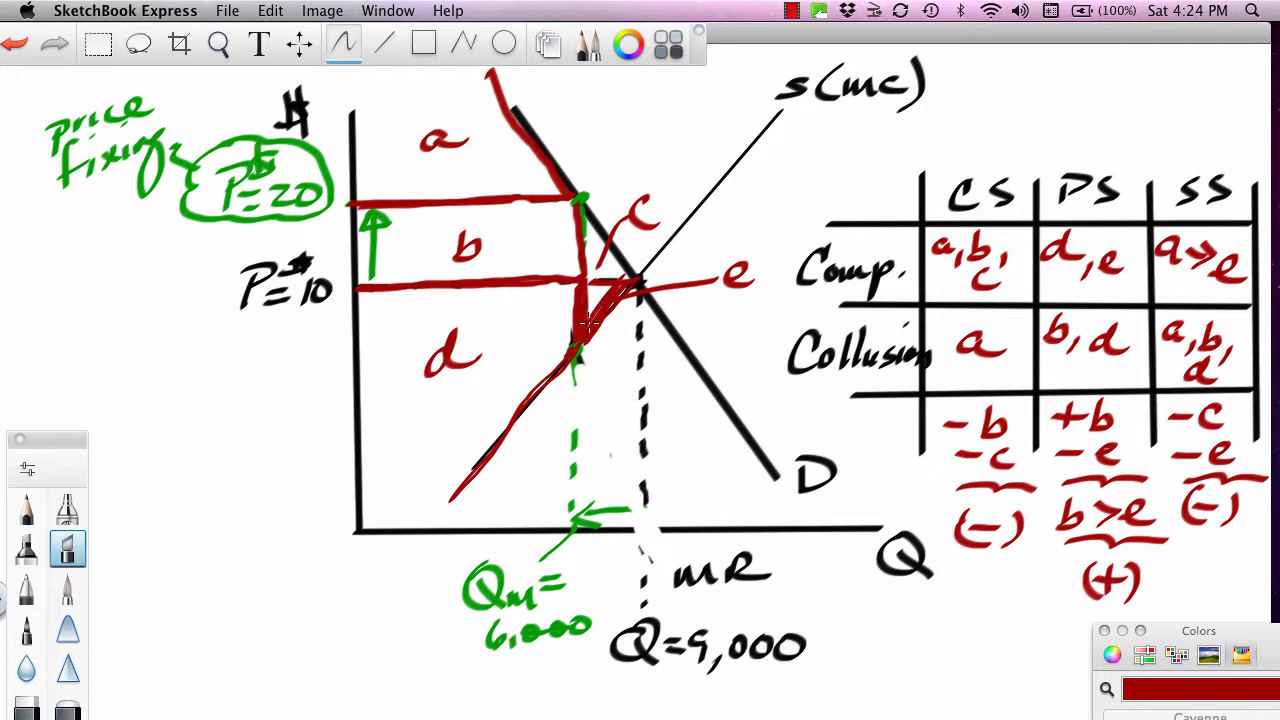 SketchBook Express File Edit Image Window Help (100%) Sat 4:24 PM
T
price
fixing
$
P=$20
P=$10
a
b
c
d
e
S(mc)
D
Q
MR
Qm=
6,000
Q=9,000
CS PS SS
Comp. a,b,c d,e a→e
Collusion a b,d a,b,d
-b +b -c
-c -e -e
(-) b>e (-)
(+)
Colors
Cayenne